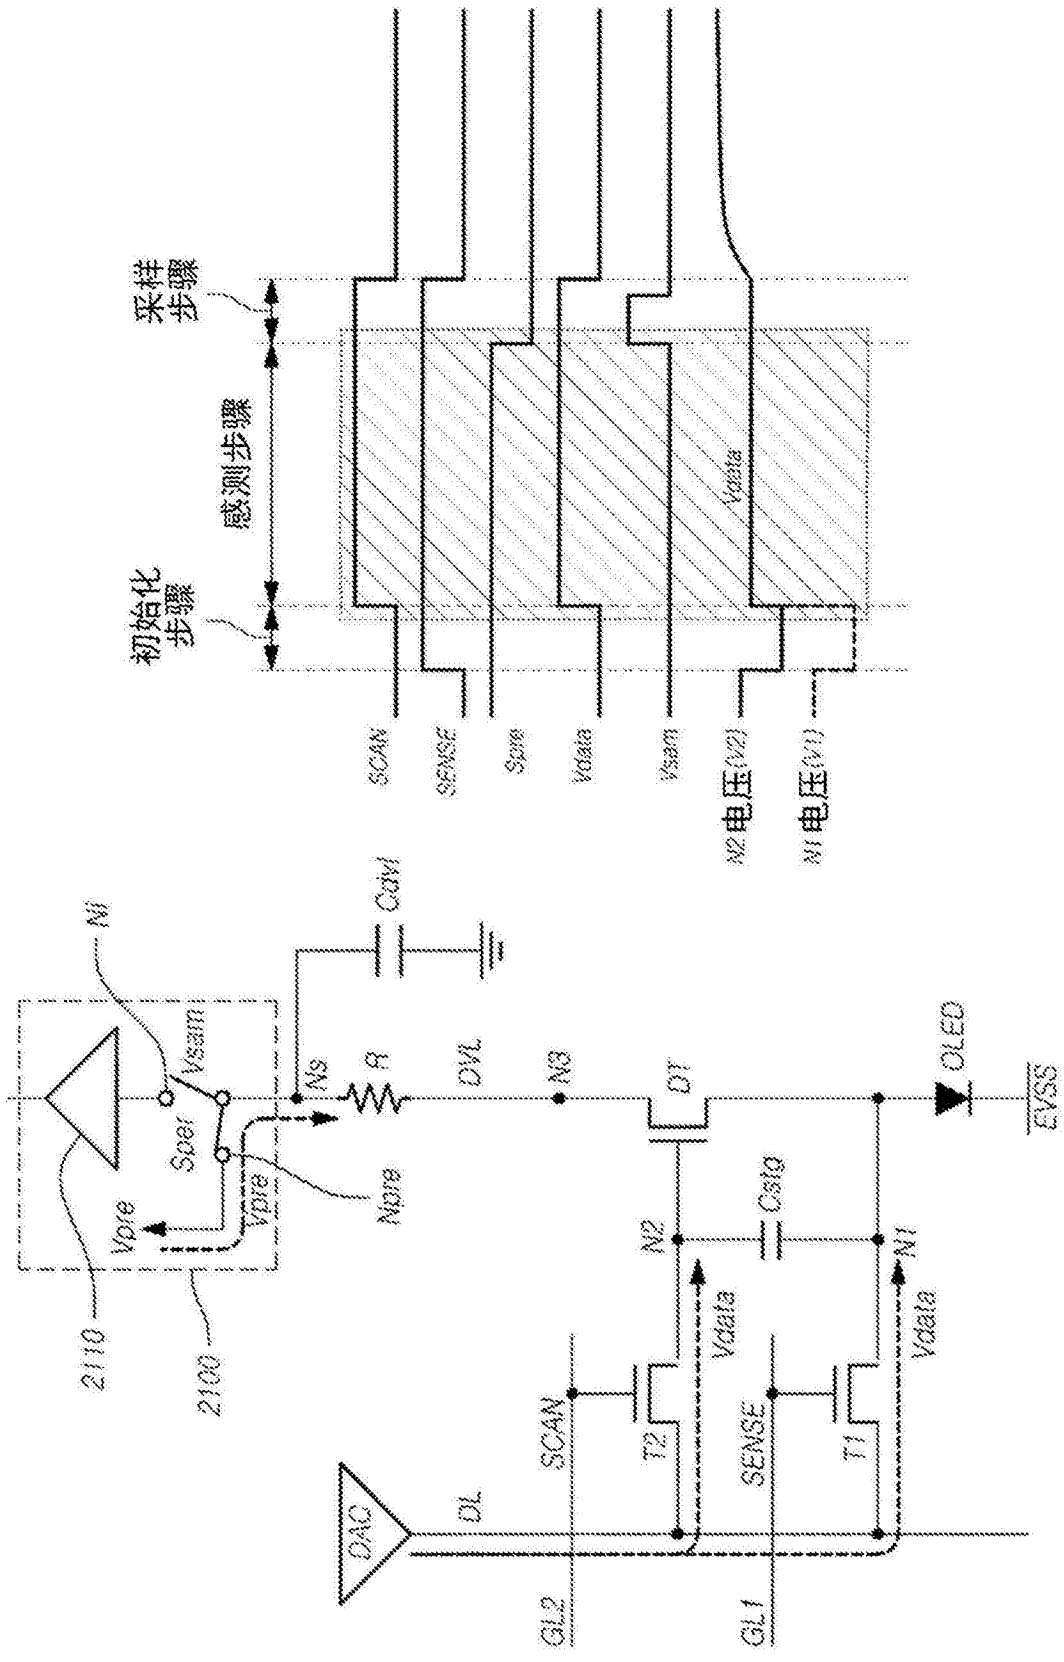 2110
Ni
Vpre
Sper
Vsam
2100
Vpre
Npre
Ns
R
Cdvl
DAC
DL
DVL
N3
GL2
SCAN
T2
N2
Vdata
DT
Cstg
GL1
SENSE
T1
N1
Vdata
OLED
EVSS
初始化
步骤
感测步骤
采样
步骤
SCAN
SENSE
Spre
Vdata
Vsam
N2电压(V2)
Vdata
N1电压(V1)